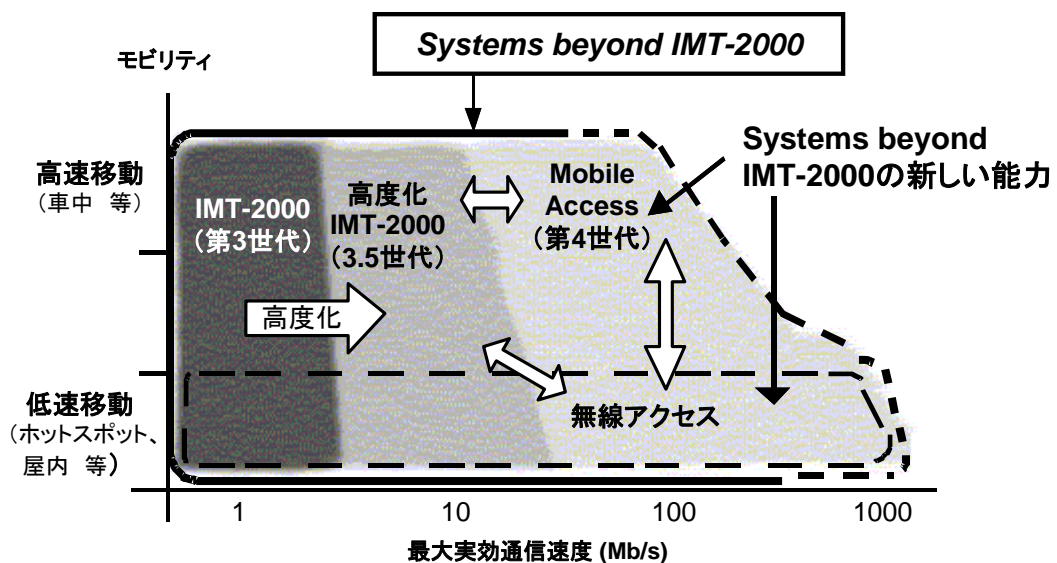 Systems beyond IMT-2000
モビリティ
Systems beyond
IMT-2000の新しい能力
高速移動
(車中 等)
IMT-2000
(第3世代)
高度化
IMT-2000
(3.5世代)
Mobile
Access
(第4世代)
高度化
低速移動
(ホットスポット、
屋内 等)
無線アクセス
1 10 100 1000
最大実効通信速度 (Mb/s)